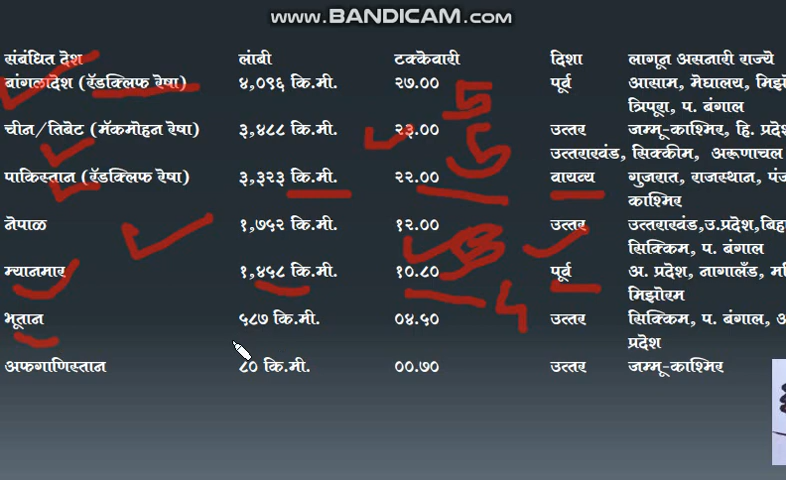 www.BANDICAM.com
संबंधित देश लांबी टक्केवारी दिशा लागून असनारी राज्ये
बांगलादेश (रॅडक्लिफ रेषा) ४,०९६ कि.मी. २७.०० पूर्व आसाम, मेघालय, मिझो
त्रिपूरा, प. बंगाल
चीन/तिबेट (मॅकमोहन रेषा) ३,४८८ कि.मी. २३.०० उत्तर जम्मू-काश्मिर, हि. प्रदे
उत्तराराखंड, सिक्कीम, अरूणाचल
पाकिस्तान (रॅडक्लिफ रेषा) ३,३२३ कि.मी. २२.०० वायव्य गुजरात, राजस्थान, पंज
काश्मिर
नेपाळ १,७५२ कि.मी. १२.०० उत्तर उत्तराखंड,उ.प्रदेश,बिह
सिक्किम, प. बंगाल
म्यानमार १,४५८ कि.मी. १०.८० पूर्व अ. प्रदेश, नागालँड, मणि
मिझोरम
भूतान ५८७ कि.मी. ०४.५० उत्तर सिक्किम, प. बंगाल, अ
प्रदेश
अफगाणिस्तान ८० कि.मी. ००.७० उत्तर जम्मू-काश्मिर